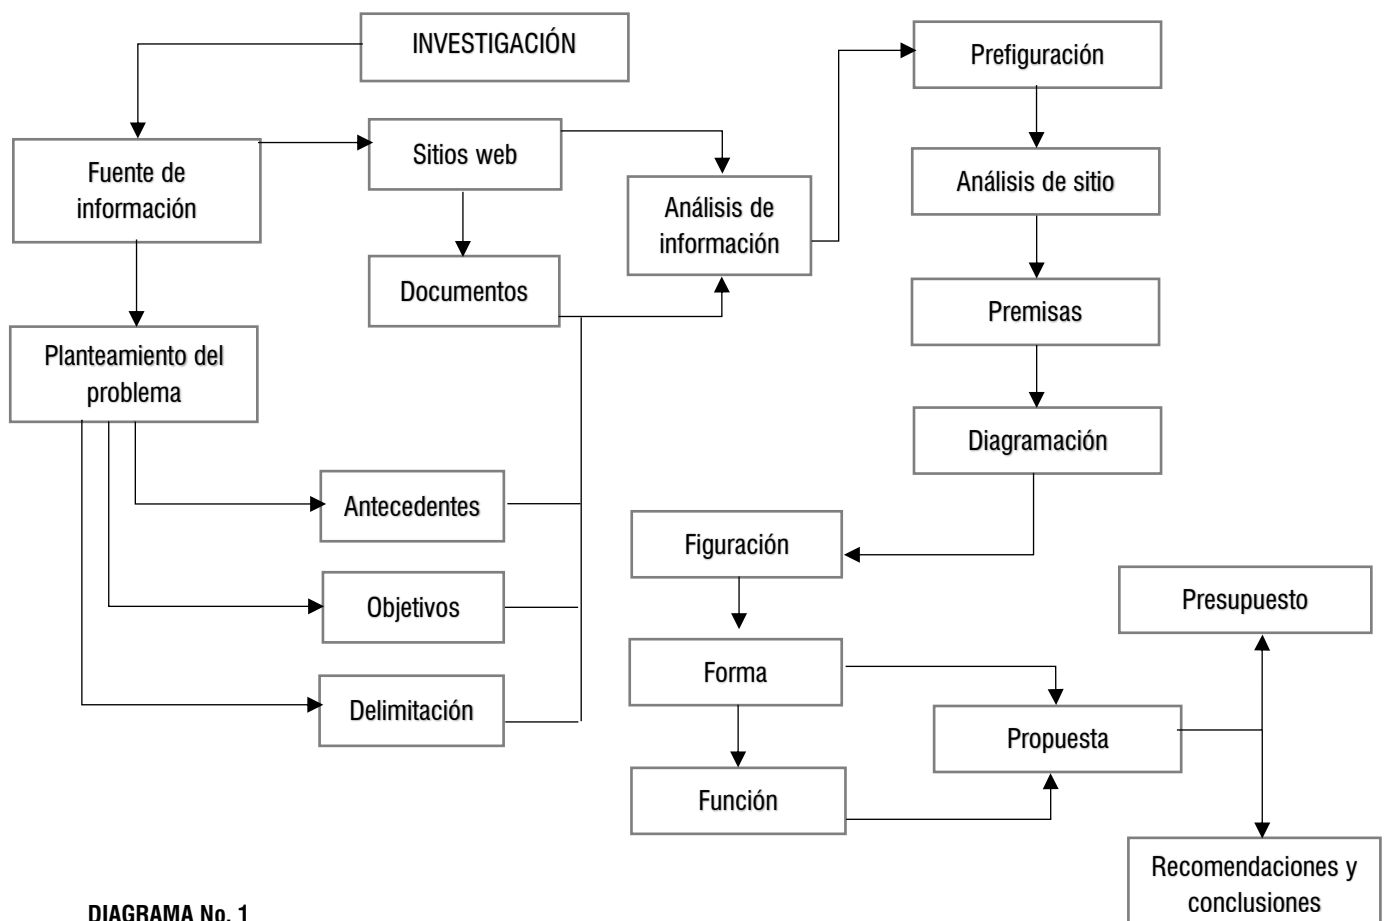 INVESTIGACIÓN
Fuente de
información
Sitios web
Documentos
Planteamiento del
problema
Antecedentes
Objetivos
Delimitación
Análisis de
información
Prefiguración
Análisis de sitio
Premisas
Diagramación
Figuración
Forma
Función
Propuesta
Presupuesto
Recomendaciones y
conclusiones
DIAGRAMA No. 1